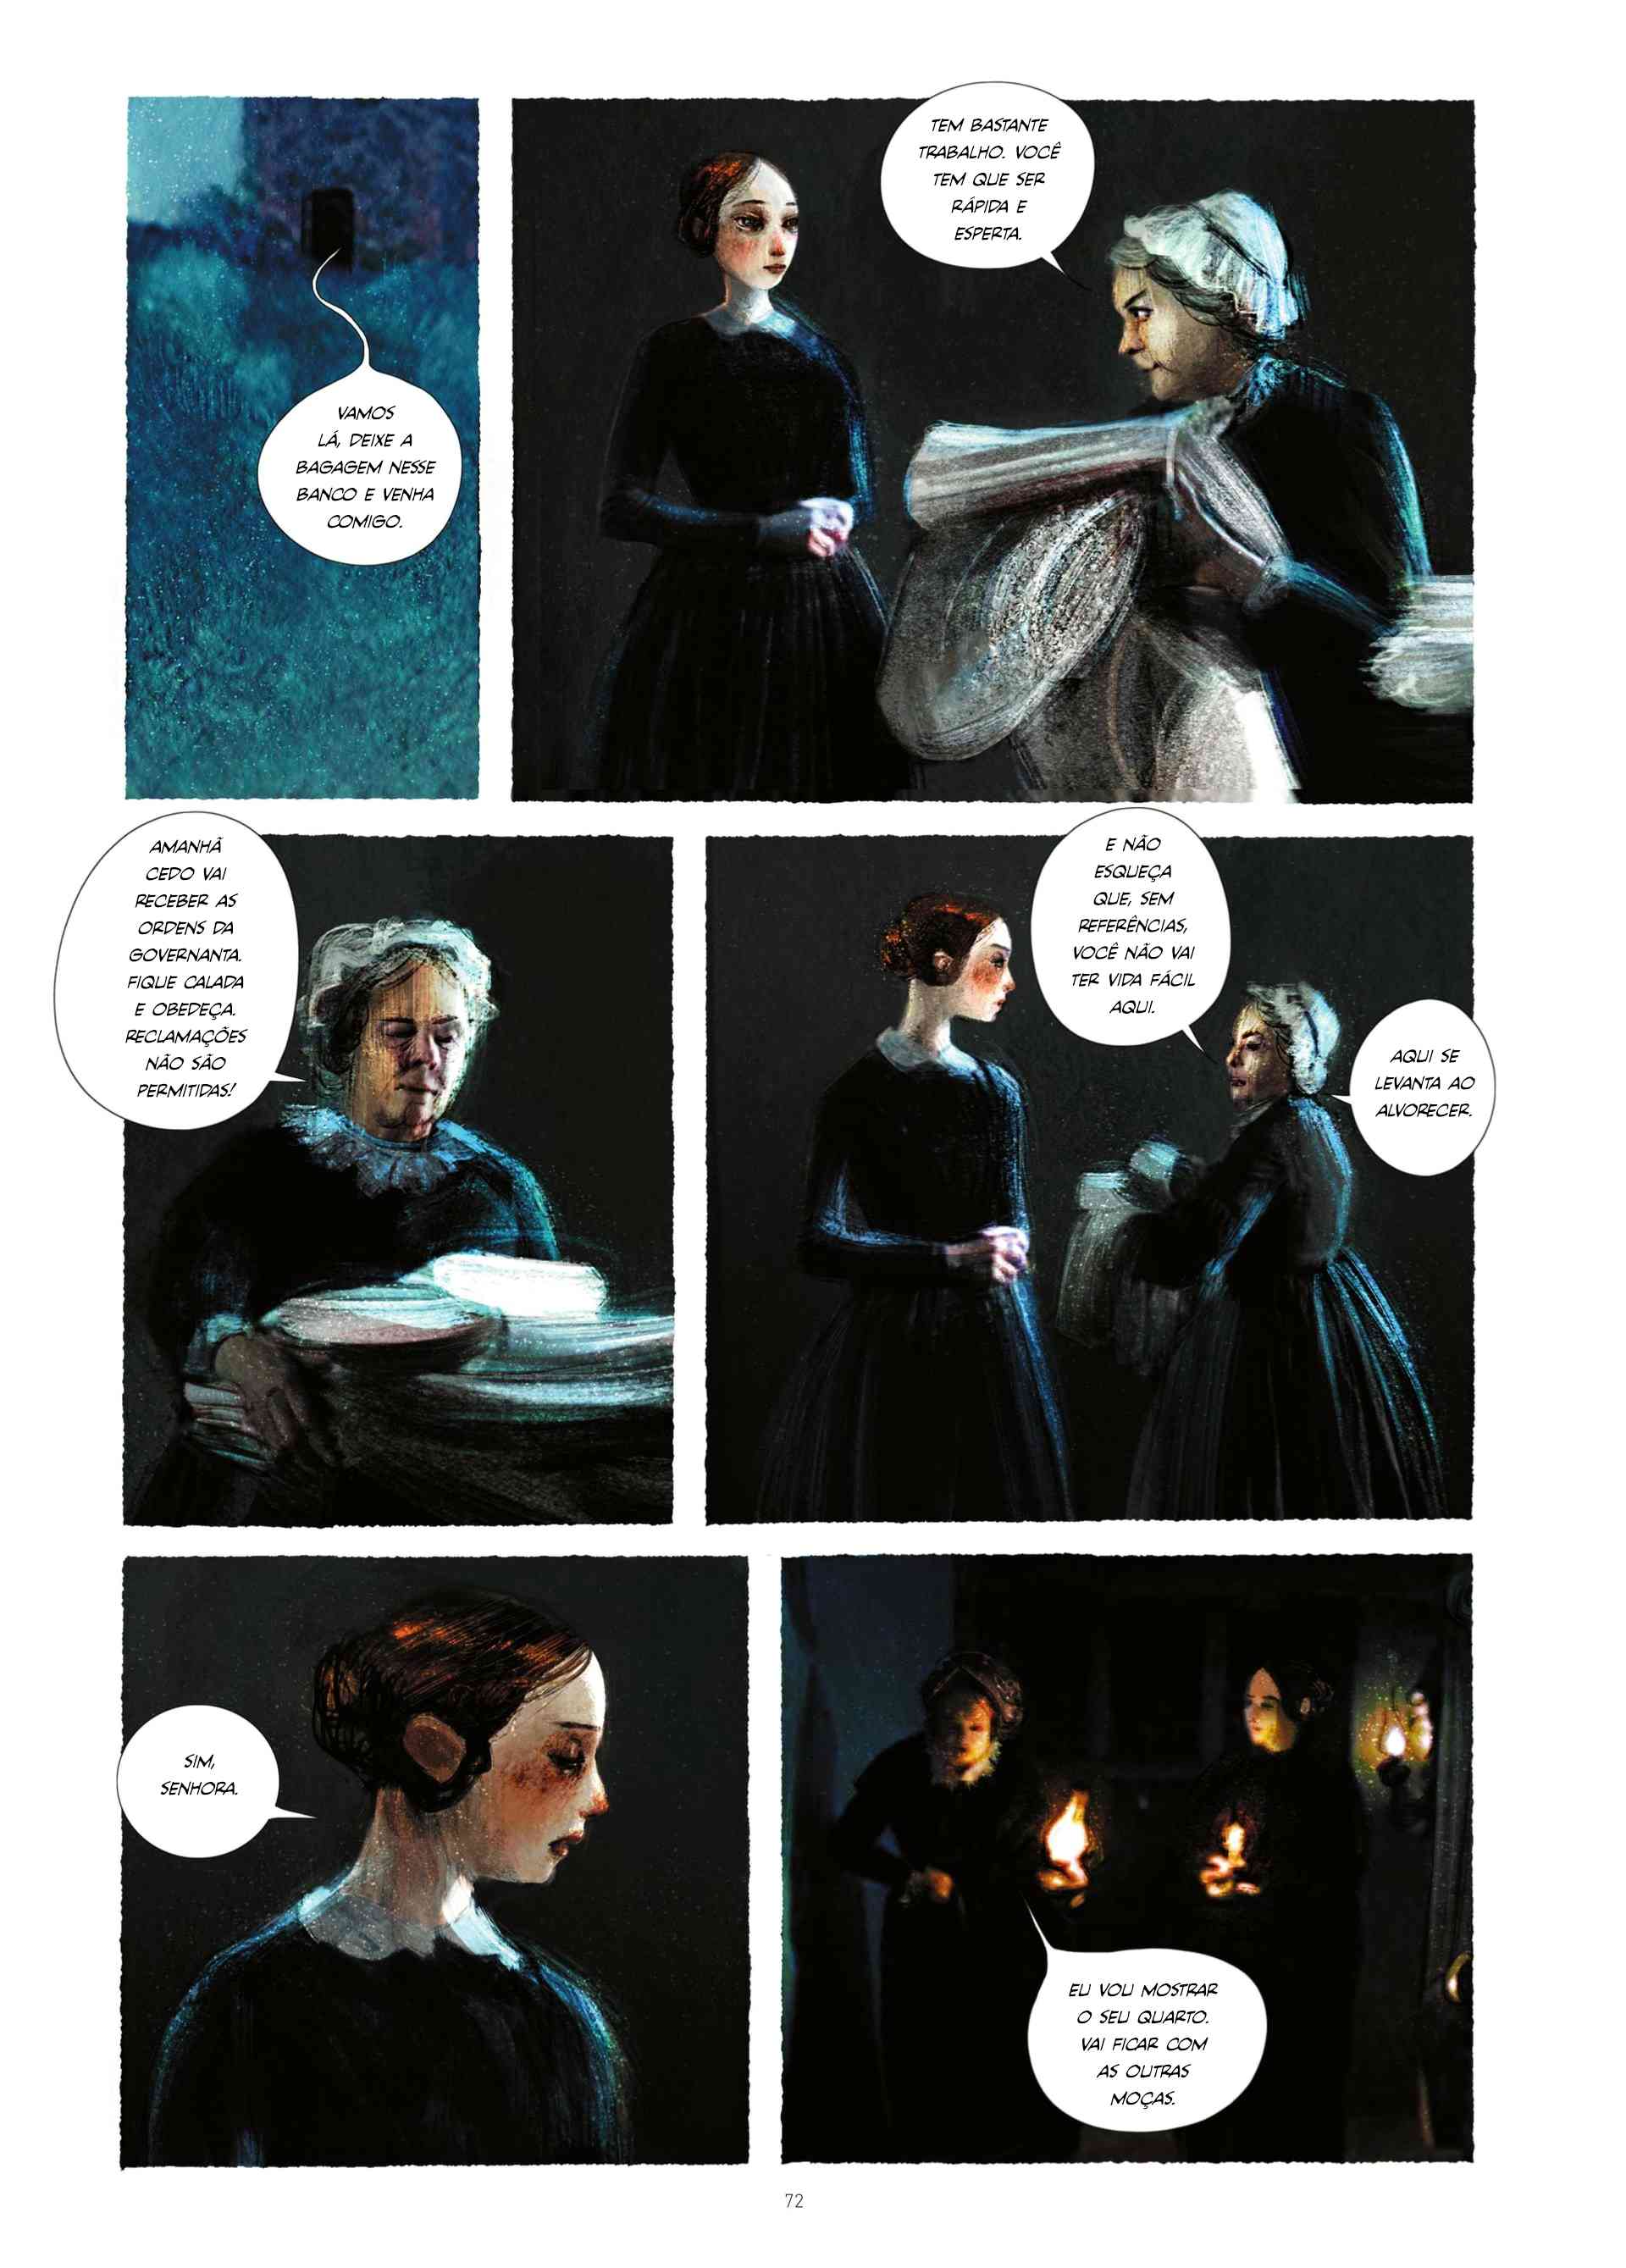 VAMOS
LÁ, DEIXE A
BAGAGEM NESSE
BANCO E VENHA
COMIGO.
TEM BASTANTE
TRABALHO. VOCÊ
TEM QUE SER
RÁPIDA E
ESPERTA.
AMANHÃ
CEDO VAI
RECEBER AS
ORDENS DA
GOVERNANTA.
FIQUE CALADA
E OBEDEÇA.
RECLAMAÇÕES
NÃO SÃO
PERMITIDAS!
E NÃO
ESQUEÇA
QUE, SEM
REFERÊNCIAS,
VOCÊ NÃO VAI
TER VIDA FÁCIL
AQUI.
AQUI SE
LEVANTA AO
ALVORECER.
SIM,
SENHORA.
EU VOU MOSTRAR
O SEU QUARTO.
VAI FICAR COM
AS OUTRAS
MOÇAS.
72